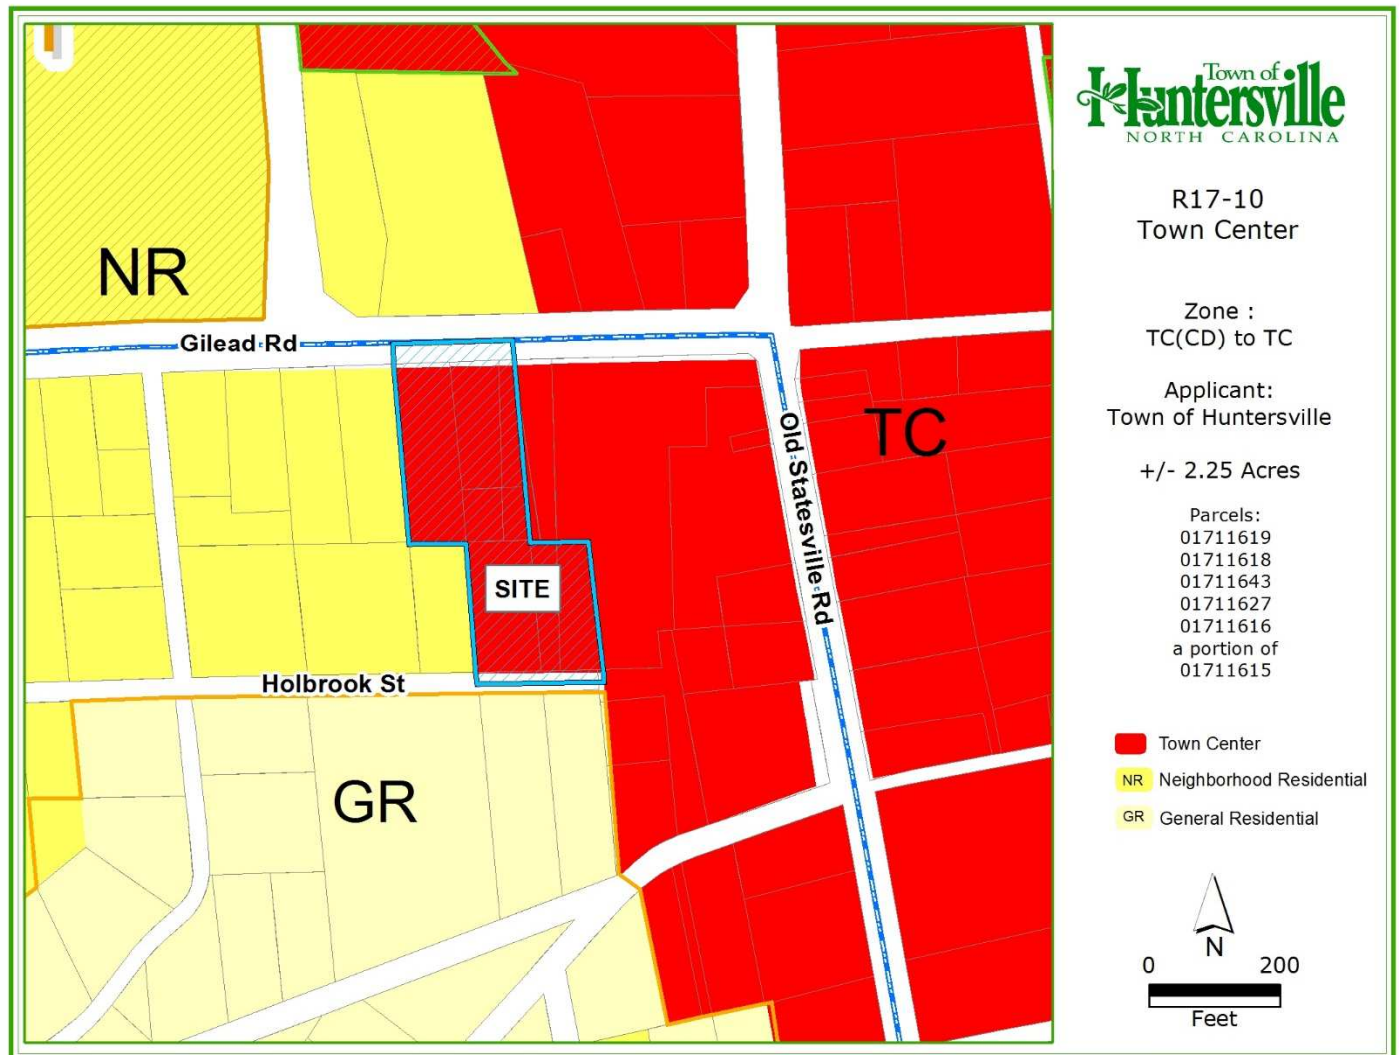 NR
Gilead Rd
Old Statesville Rd
TC
SITE
Holbrook St
GR
Town of
Huntersville
NORTH CAROLINA
R17-10
Town Center
Zone :
TC(CD) to TC
Applicant:
Town of Huntersville
+/- 2.25 Acres
Parcels:
01711619
01711618
01711643
01711627
01711616
a portion of
01711615
Town Center
NR Neighborhood Residential
GR General Residential
N
0 200
Feet